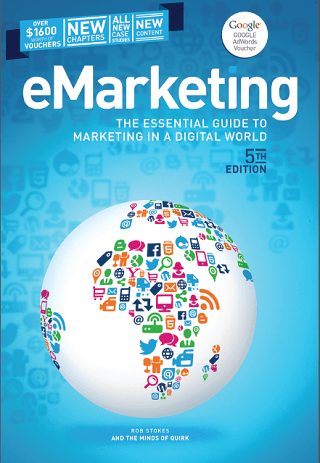 OVER
$1600
WORTH OF
VOUCHERS
NEW
CHAPTERS
ALL
NEW
CASE
STUDIES
NEW
CONTENT
Google
GOOGLE
AdWords
Voucher
eMarketing
THE ESSENTIAL GUIDE TO
MARKETING IN A DIGITAL WORLD
5TH
EDITION
ROB STOKES
AND THE MINDS OF QUIRK